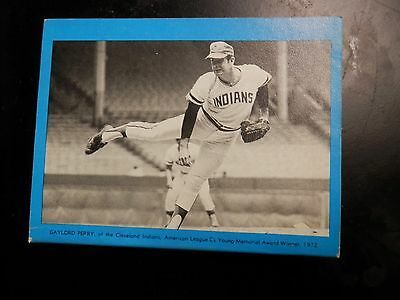 INDIANS
GAYLORD PERRY, of the Cleveland Indians, American League Cy Young Memorial Award Winner, 1972